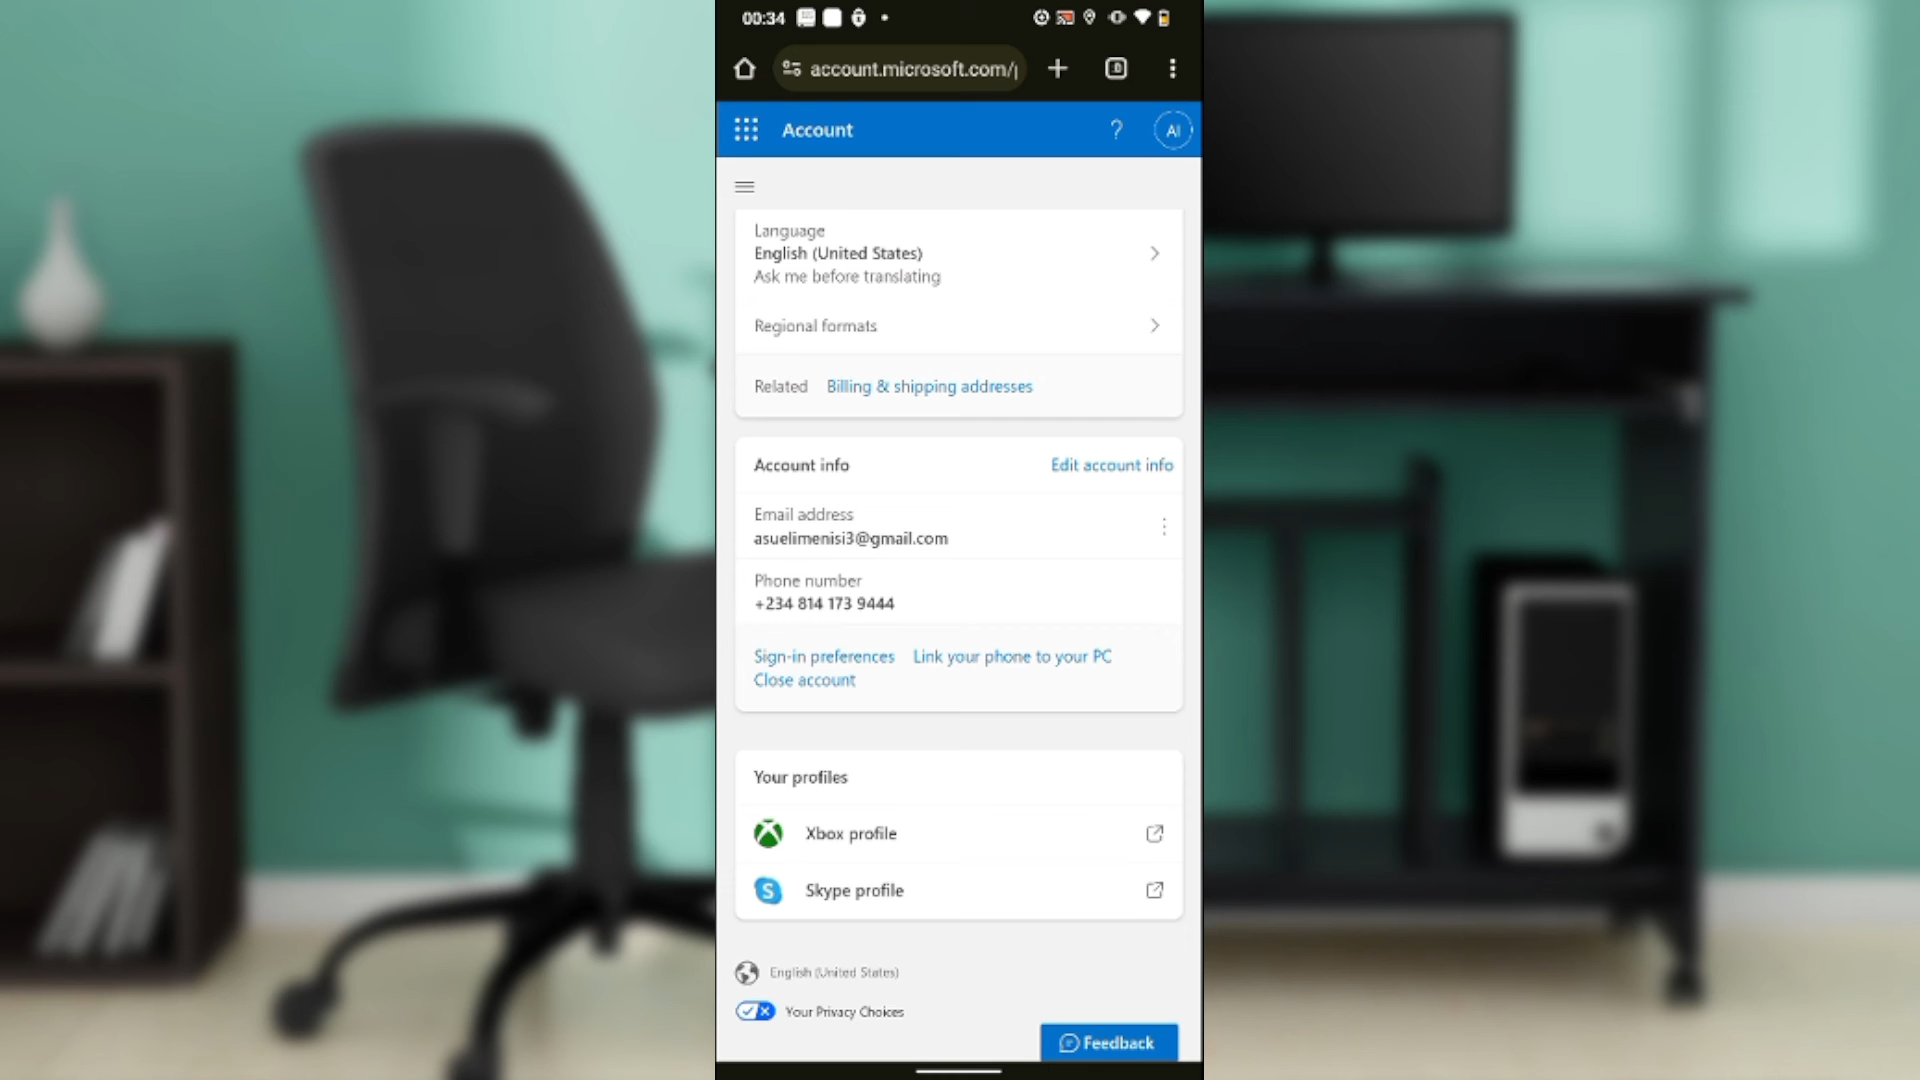 00:34
account.microsoft.com/
Account
?
AI
Language
English (United States)
Ask me before translating
Regional formats
Related Billing & shipping addresses
Account info Edit account info
Email address
asuelimenisi3@gmail.com
Phone number
+234 814 173 9444
Sign-in preferences Link your phone to your PC
Close account
Your profiles
Xbox profile
S Skype profile
English (United States)
Your Privacy Choices
Feedback